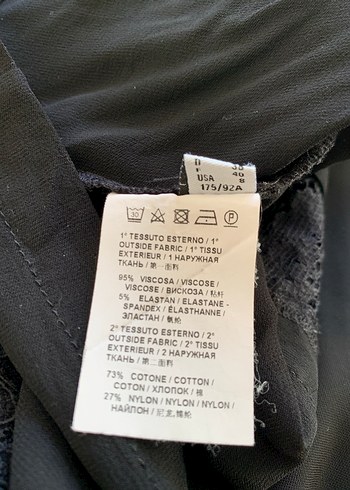 D 38
F 40
USA 8
175/92A
30
P
1° TESSUTO ESTERNO / 1°
OUTSIDE FABRIC / 1° TISSU
EXTERIEUR / 1 НАРУЖНАЯ
ТКАНЬ / 第一面料
95% VISCOSA / VISCOSE /
VISCOSE / ВИСКОЗА / 粘纤
5% ELASTAN / ELASTANE -
SPANDEX / ÉLASTHANNE /
ЭЛАСТАН / 氨纶
2° TESSUTO ESTERNO / 2°
OUTSIDE FABRIC / 2° TISSU
EXTERIEUR / 2 НАРУЖНАЯ
ТКАНЬ / 第二面料
73% COTONE / COTTON /
COTON / ХЛОПОК / 棉
27% NYLON / NYLON / NYLON /
НАЙЛОН / 尼龙